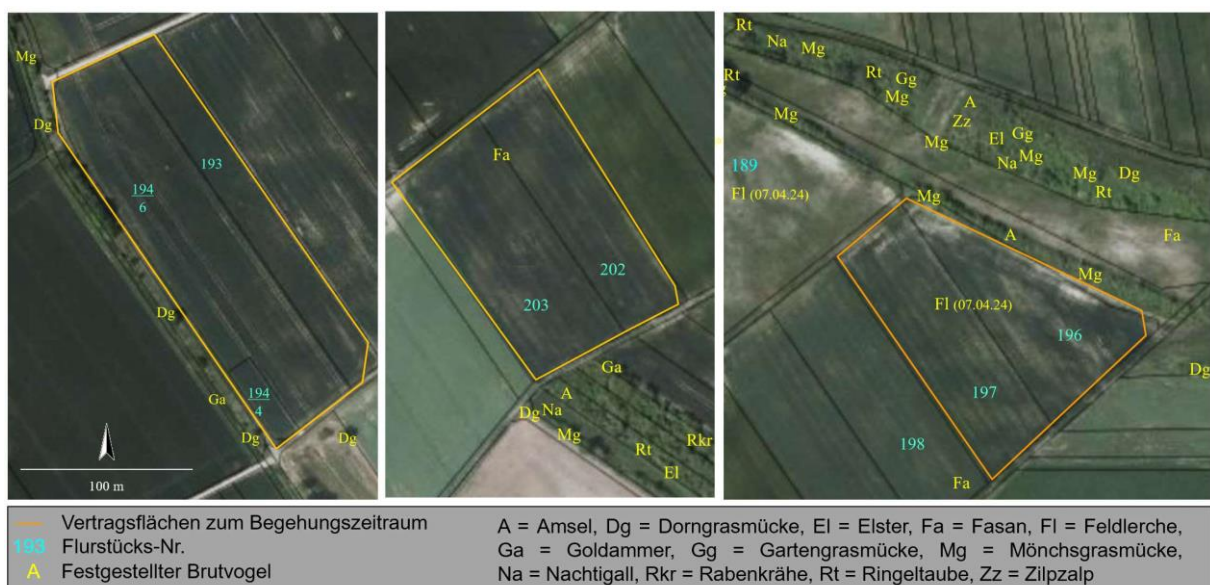 Mg
Dg
193
194
6
Dg
194
4
Ga
Dg
Dg
100 m
Fa
202
203
Ga
A
Na
Dg
Mg
Rt
Rkr
El
Rt
Na
Mg
Rt
Gg
Mg
A
Zz
Rt
Mg
Mg
El
Gg
Na
Mg
Mg
Dg
Rt
189
Fl (07.04.24)
Mg
A
Fa
Mg
Fl (07.04.24)
196
Dg
197
198
Fa
Vertragsflächen zum Begehungszeitraum
193 Flurstücks-Nr.
A Festgestellter Brutvogel
A = Amsel, Dg = Dorngrasmücke, El = Elster, Fa = Fasan, Fl = Feldlerche,
Ga = Goldammer, Gg = Gartengrasmücke, Mg = Mönchsgrasmücke,
Na = Nachtigall, Rkr = Rabenkrähe, Rt = Ringeltaube, Zz = Zilpzalp